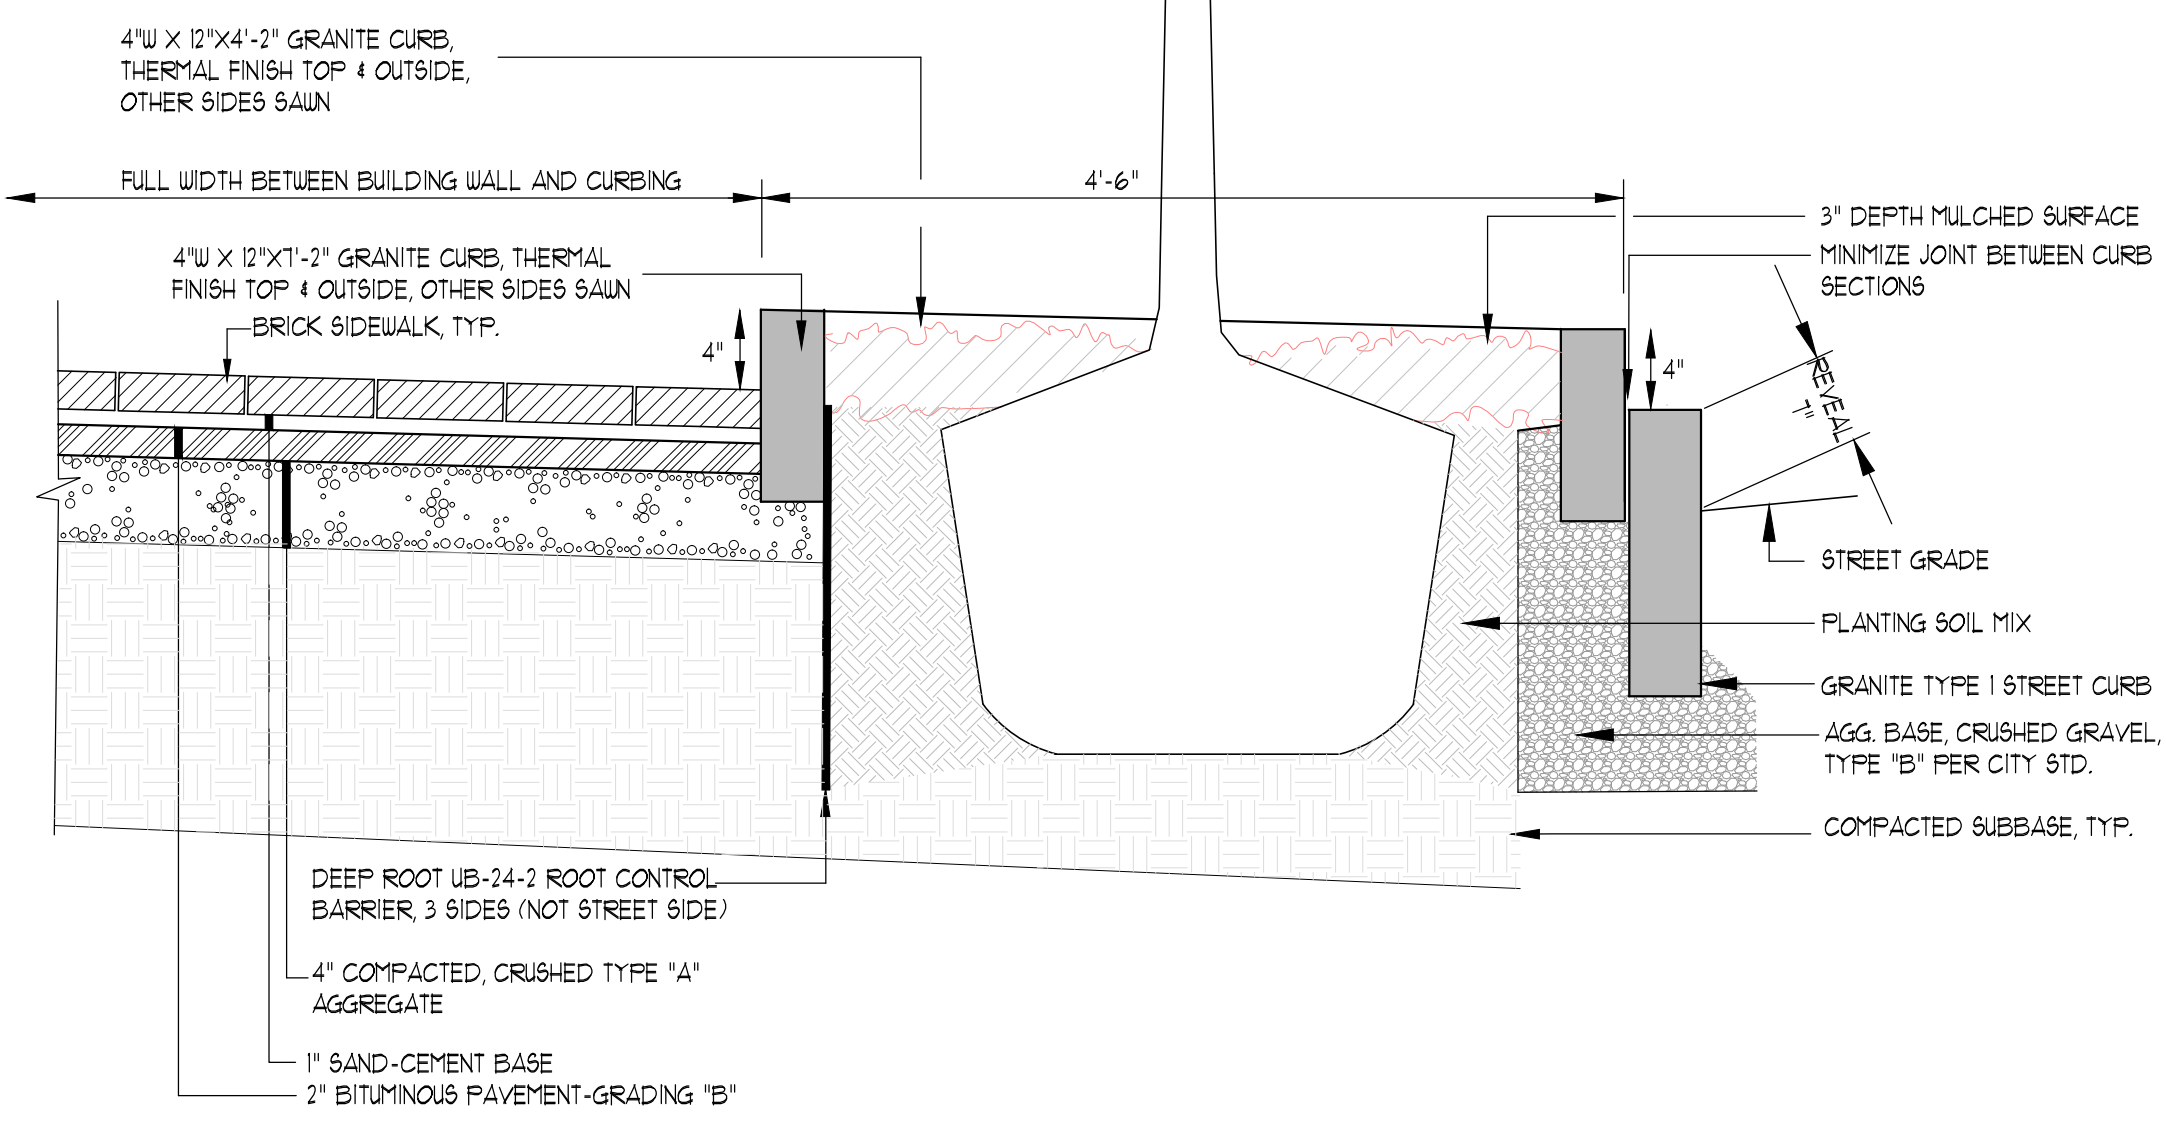 4"W X 12"X4'-2" GRANITE CURB,
THERMAL FINISH TOP & OUTSIDE,
OTHER SIDES SAWN
FULL WIDTH BETWEEN BUILDING WALL AND CURBING
4'-6"
3" DEPTH MULCHED SURFACE
MINIMIZE JOINT BETWEEN CURB
SECTIONS
4"W X 12"X7'-2" GRANITE CURB, THERMAL
FINISH TOP & OUTSIDE, OTHER SIDES SAWN
BRICK SIDEWALK, TYP.
4"
4"
REVEAL
7"
STREET GRADE
PLANTING SOIL MIX
GRANITE TYPE 1 STREET CURB
AGG. BASE, CRUSHED GRAVEL,
TYPE "B" PER CITY STD.
COMPACTED SUBBASE, TYP.
DEEP ROOT UB-24-2 ROOT CONTROL
BARRIER, 3 SIDES (NOT STREET SIDE)
4" COMPACTED, CRUSHED TYPE "A"
AGGREGATE
1" SAND-CEMENT BASE
2" BITUMINOUS PAVEMENT-GRADING "B"